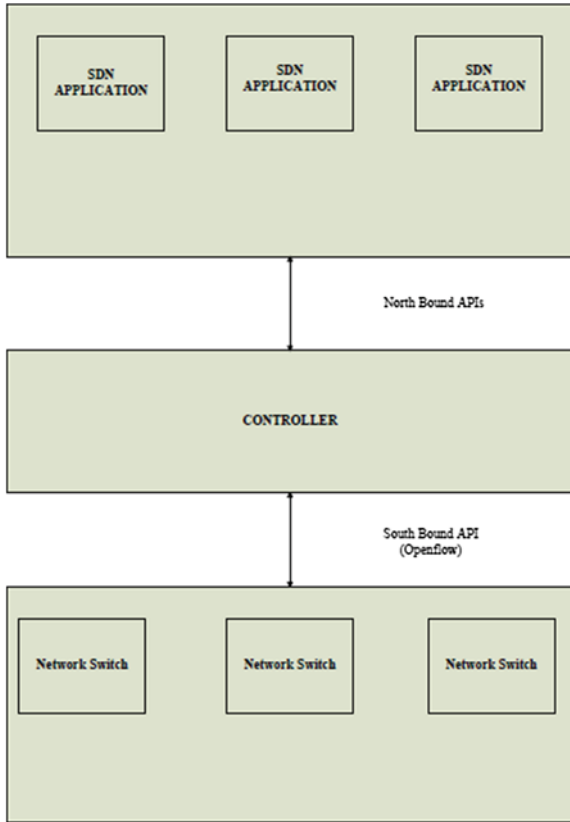 SDN
APPLICATION
SDN
APPLICATION
SDN
APPLICATION
North Bound APIs
CONTROLLER
South Bound API
(Openflow)
Network Switch
Network Switch
Network Switch